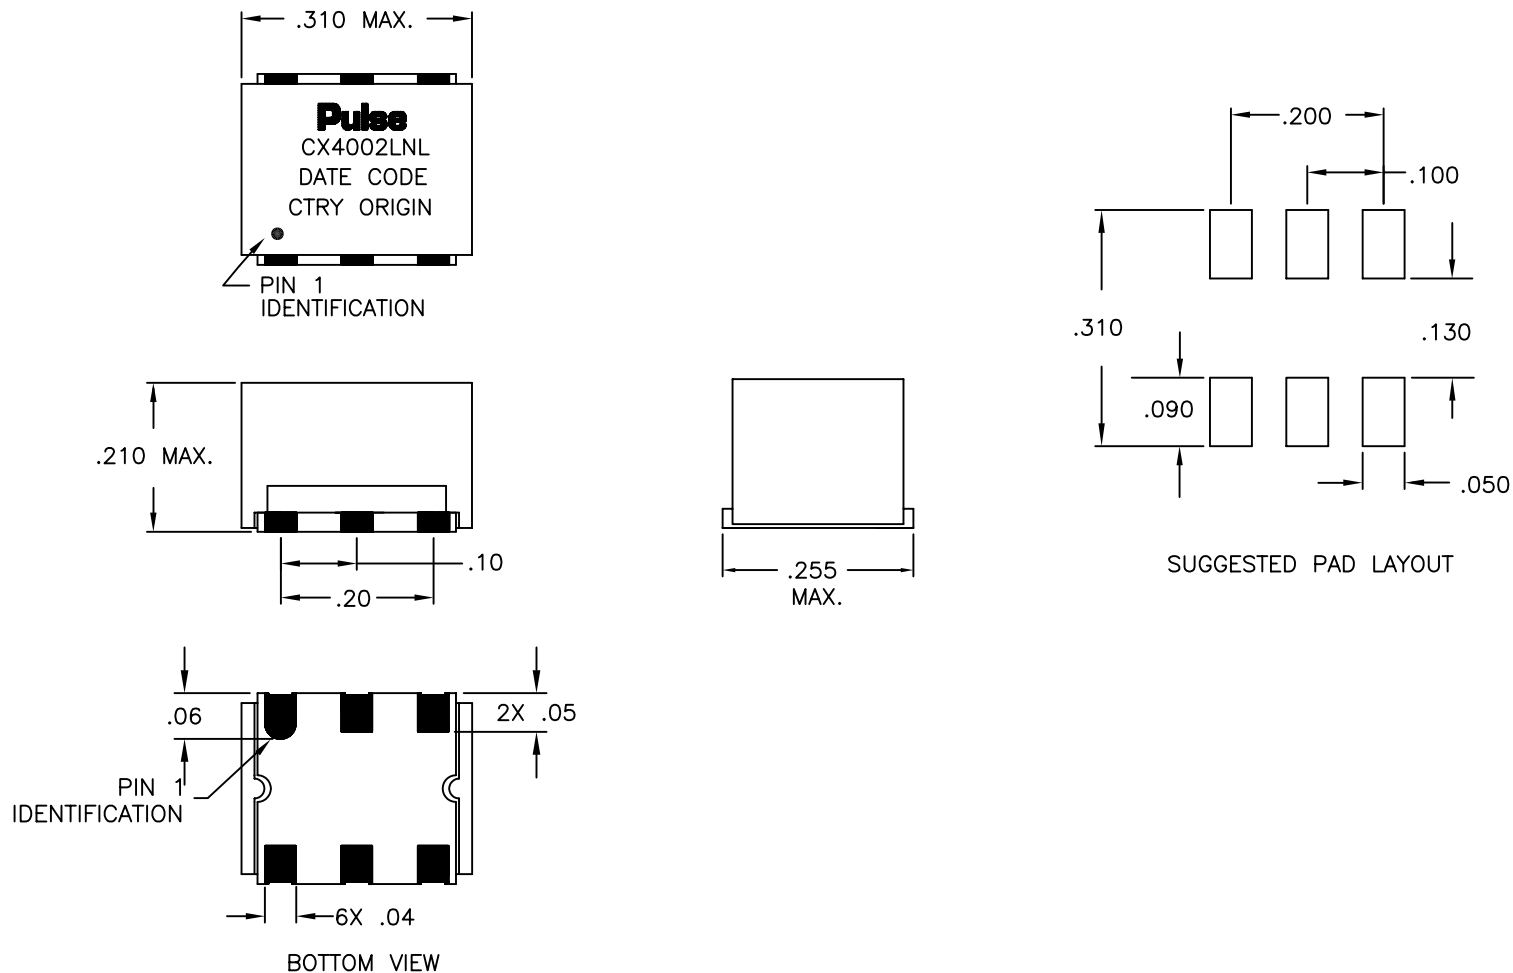 .310 MAX.
Pulse
CX4002LNL
DATE CODE
CTRY ORIGIN
PIN 1
IDENTIFICATION
.210 MAX.
.10
.20
.255
MAX.
.200
.100
.310
.130
.090
.050
SUGGESTED PAD LAYOUT
.06
2X .05
PIN 1
IDENTIFICATION
6X .04
BOTTOM VIEW